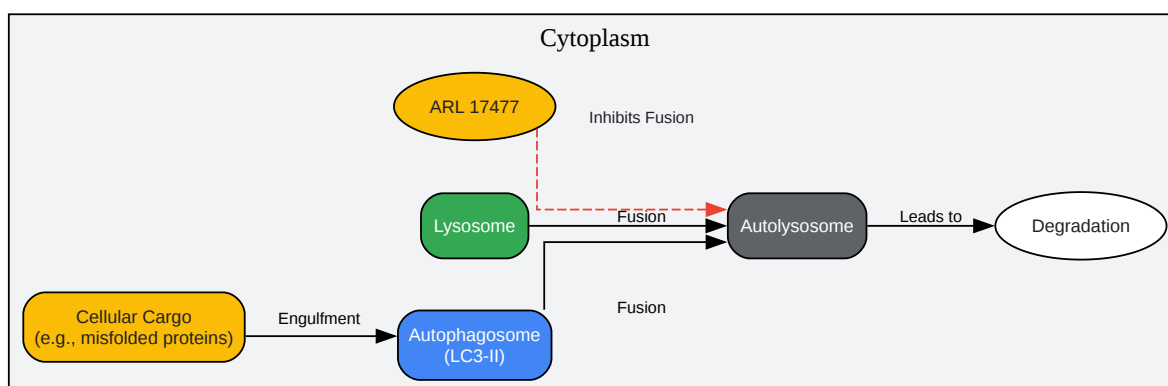 Cytoplasm
ARL 17477
Inhibits Fusion
Lysosome
Fusion
Autolysosome
Leads to
Degradation
Cellular Cargo
(e.g., misfolded proteins)
Engulfment
Autophagosome
(LC3-II)
Fusion